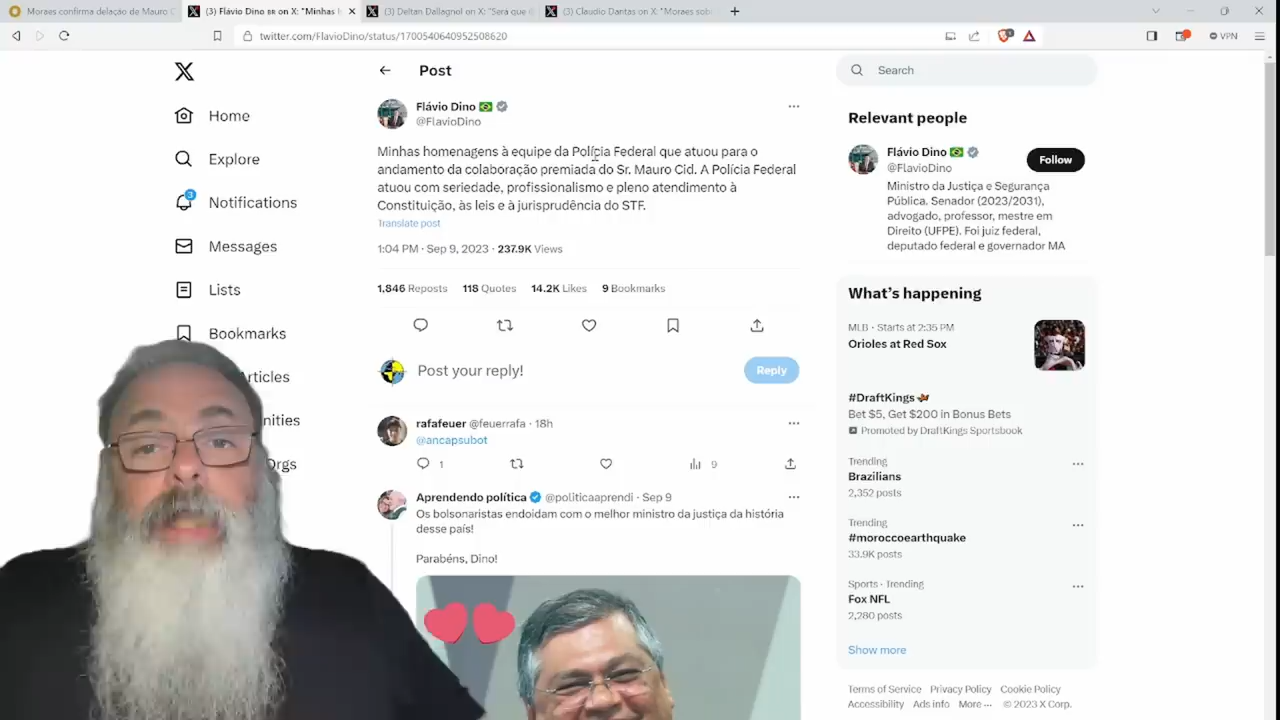 Moraes confirma delação de Mauro C
(3) Flávio Dino BR on X: "Minhas h
(3) Deltan Dallagnol on X: "Será que
(3) Claudio Dantas on X: "Moraes sob
twitter.com/FlavioDino/status/1700540640952508620
VPN
X
Home
Explore
3
Notifications
Messages
Lists
Bookmarks
Articles
nities
Orgs
Post
Flávio Dino 🇧🇷
@FlavioDino
Minhas homenagens à equipe da Polícia Federal que atuou para o
andamento da colaboração premiada do Sr. Mauro Cid. A Polícia Federal
atuou com seriedade, profissionalismo e pleno atendimento à
Constituição, às leis e à jurisprudência do STF.
Translate post
1:04 PM · Sep 9, 2023 · 237.9K Views
1,846 Reposts 118 Quotes 14.2K Likes 9 Bookmarks
Post your reply!
Reply
rafafeuer @feuerrafa · 18h
@ancapsubot
1
9
Aprendendo política @politicaaprendi · Sep 9
Os bolsonaristas endoidam com o melhor ministro da justiça da história
desse país!
Parabéns, Dino!
Search
Relevant people
Flávio Dino 🇧🇷
@FlavioDino
Follow
Ministro da Justiça e Segurança
Pública. Senador (2023/2031),
advogado, professor, mestre em
Direito (UFPE). Foi juiz federal,
deputado federal e governador MA
What's happening
MLB · Starts at 2:35 PM
Orioles at Red Sox
#DraftKings
Bet $5, Get $200 in Bonus Bets
Promoted by DraftKings Sportsbook
Trending
Brazilians
2,352 posts
Trending
#moroccoearthquake
33.9K posts
Sports · Trending
Fox NFL
2,280 posts
Show more
Terms of Service Privacy Policy Cookie Policy
Accessibility Ads info More ··· © 2023 X Corp.